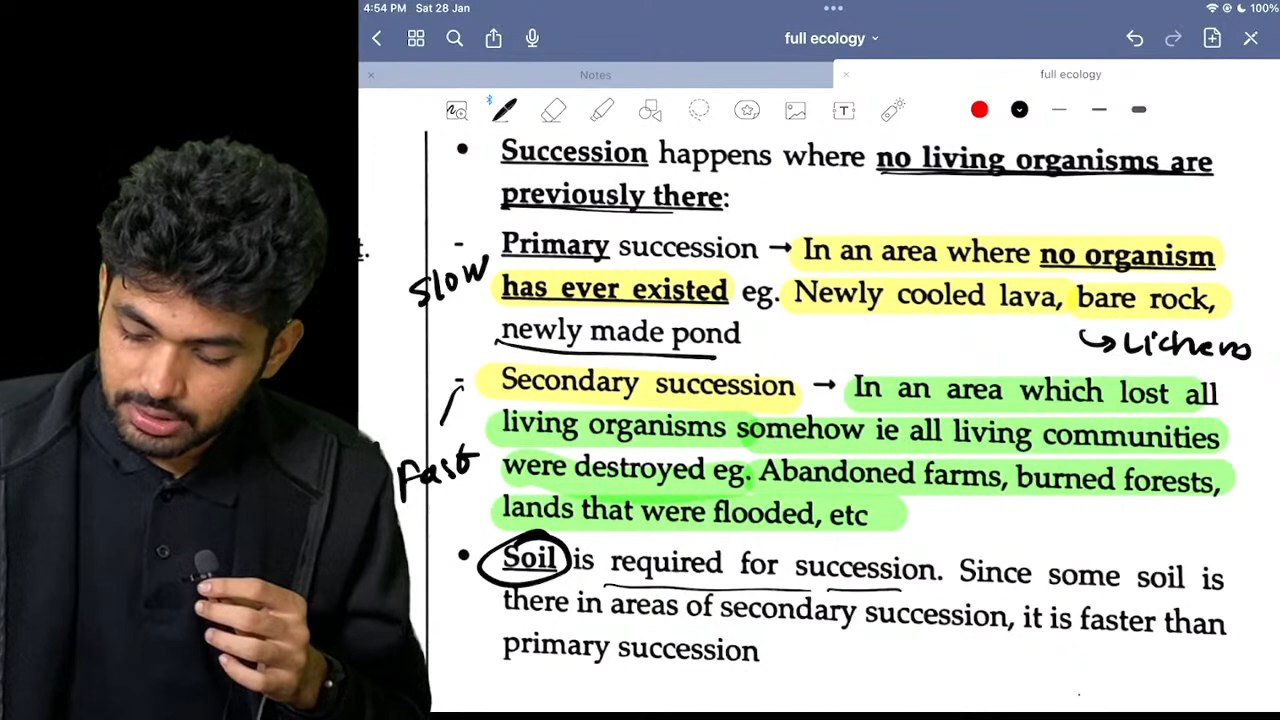 4:54 PM Sat 28 Jan
100%
full ecology
Notes
full ecology
T
• Succession happens where no living organisms are
previously there:
- Primary succession → In an area where no organism
Slow
has ever existed eg. Newly cooled lava, bare rock,
newly made pond
Lichens
- Secondary succession → In an area which lost all
living organisms somehow ie all living communities
Fast
were destroyed eg. Abandoned farms, burned forests,
lands that were flooded, etc
• Soil is required for succession. Since some soil is
there in areas of secondary succession, it is faster than
primary succession